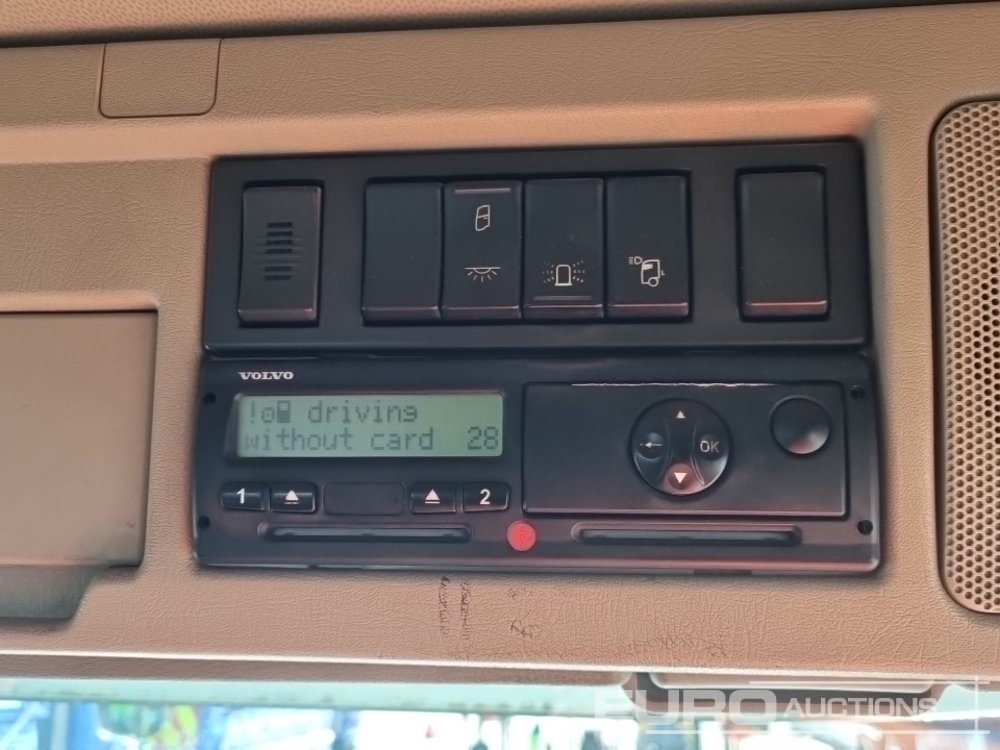 VOLVO
! driving
without card 28
1
2
OK
EURO AUCTIONS